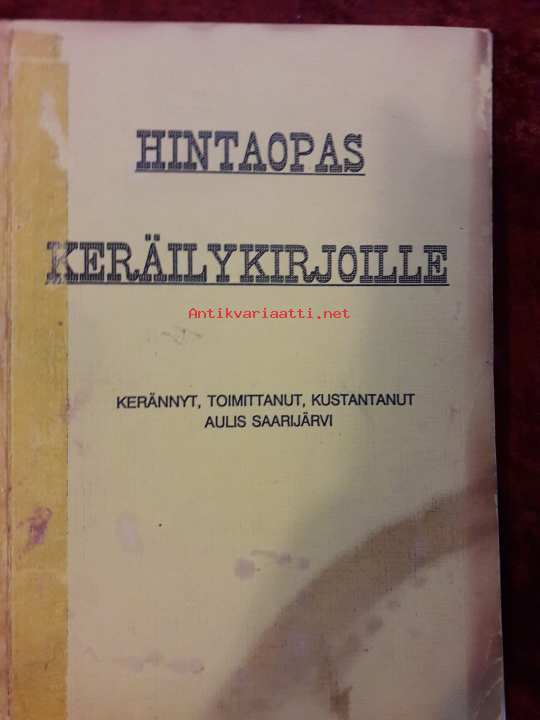 HINTAOPAS
KERÄILYKIRJOILLE
Antikvariaatti.net
KERÄNNYT, TOIMITTANUT, KUSTANTANUT
AULIS SAARIJÄRVI